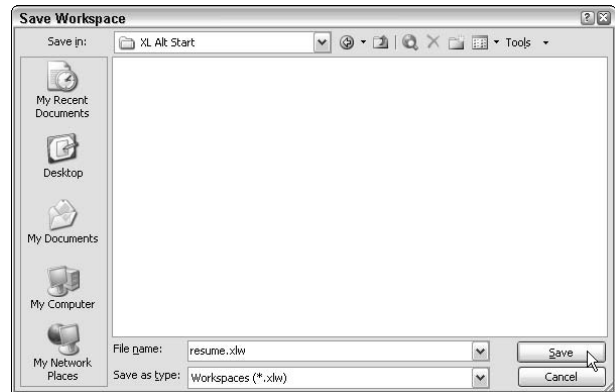 Save Workspace
Save in:
XL Alt Start
Tools
My Recent
Documents
Desktop
My Documents
My Computer
My Network
Places
File name:
resume.xlw
Save
Save as type:
Workspaces (*.xlw)
Cancel